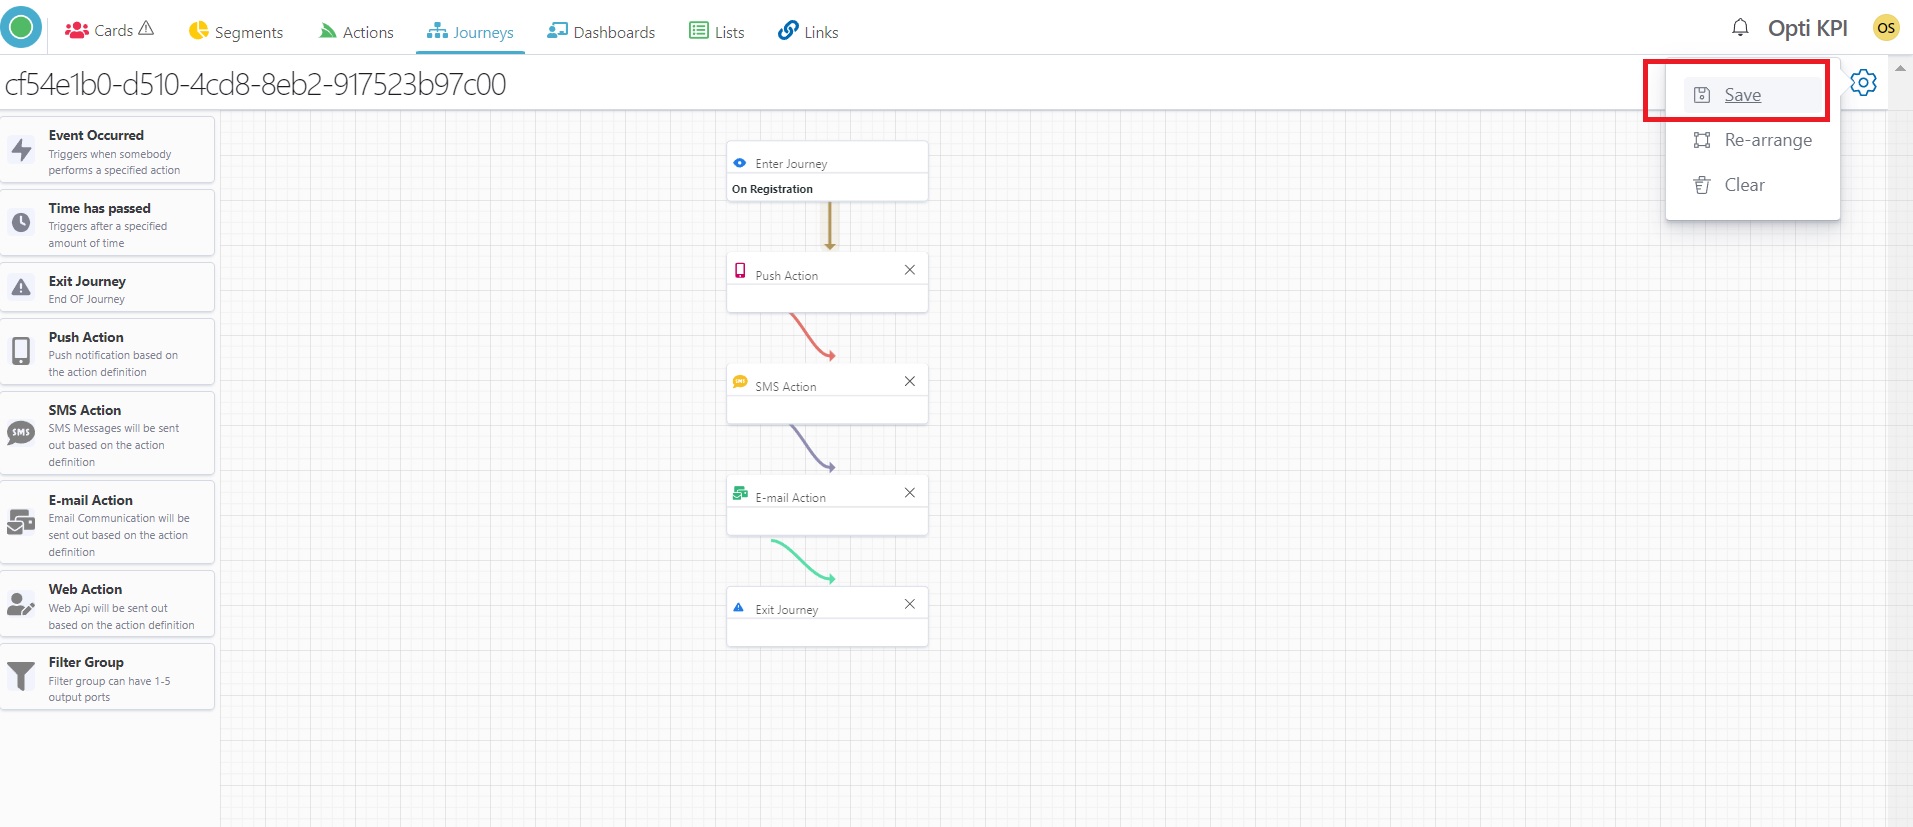 Cards
Segments
Actions
Journeys
Dashboards
Lists
Links
Opti KPI
OS
cf54e1b0-d510-4cd8-8eb2-917523b97c00
Save
Re-arrange
Clear
Event Occurred
Triggers when somebody
performs a specified action
Time has passed
Triggers after a specified
amount of time
Exit Journey
End OF Journey
Push Action
Push notification based on
the action definition
SMS Action
SMS
SMS Messages will be sent
out based on the action
definition
E-mail Action
Email Communication will be
sent out based on the action
definition
Web Action
Web Api will be sent out
based on the action definition
Filter Group
Filter group can have 1-5
output ports
Enter Journey
On Registration
Push Action
SMS
SMS Action
E-mail Action
Exit Journey